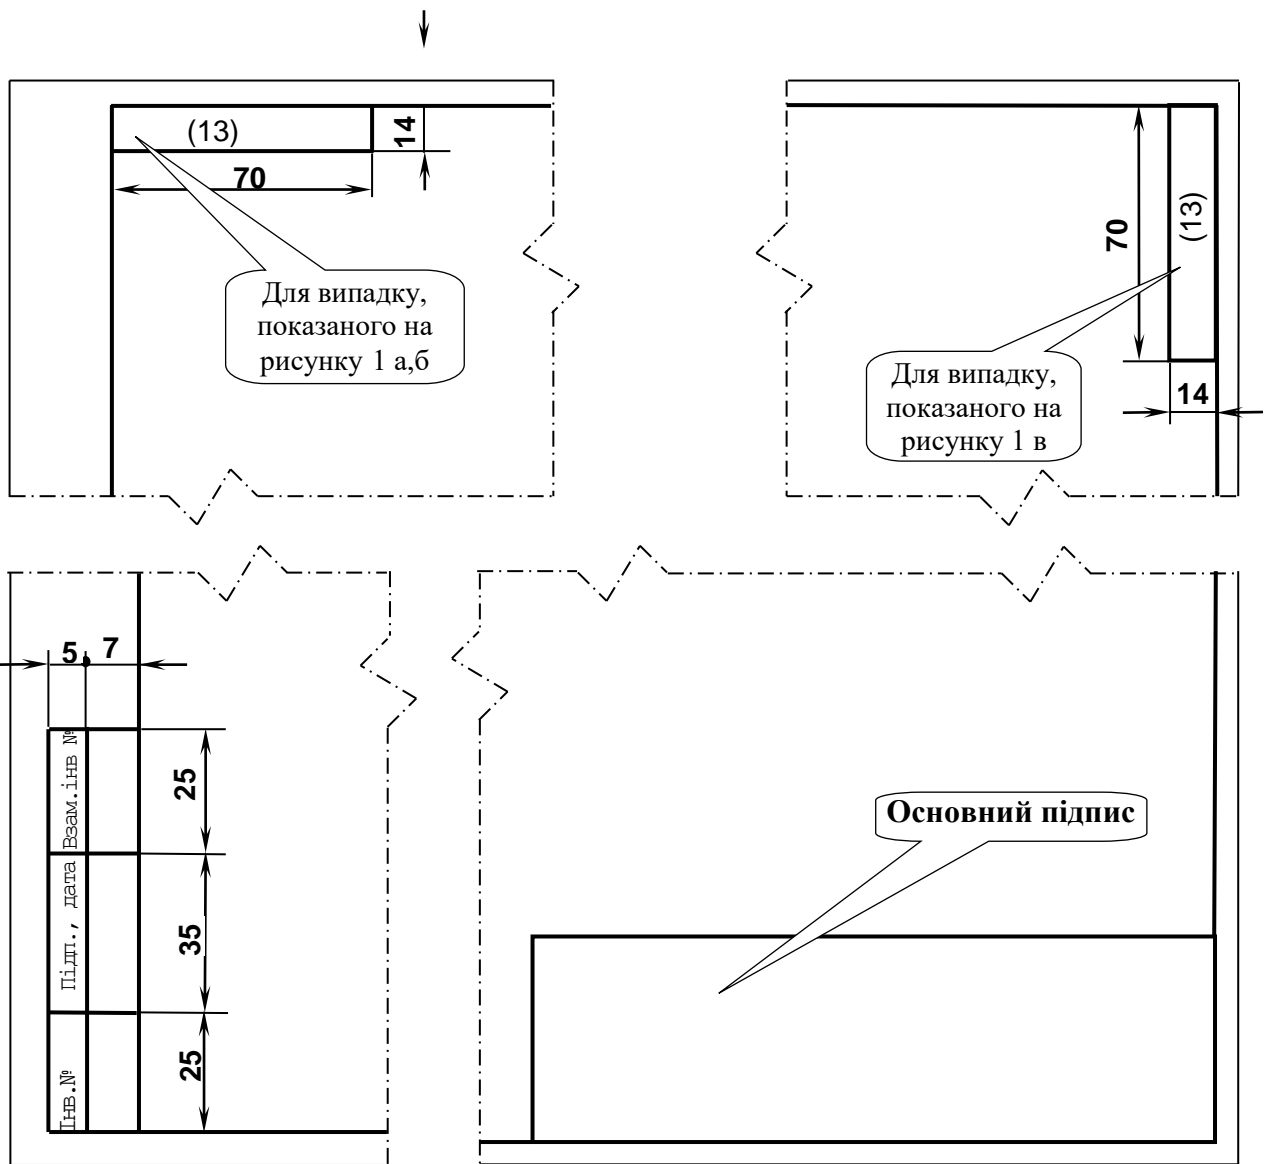 (13)
14
70
Для випадку,
показаного на
рисунку 1 а,б
(13)
70
14
Для випадку,
показаного на
рисунку 1 в
5
7
Взам.інв №
25
Підп., дата
35
Інв.№
25
Основний підпис